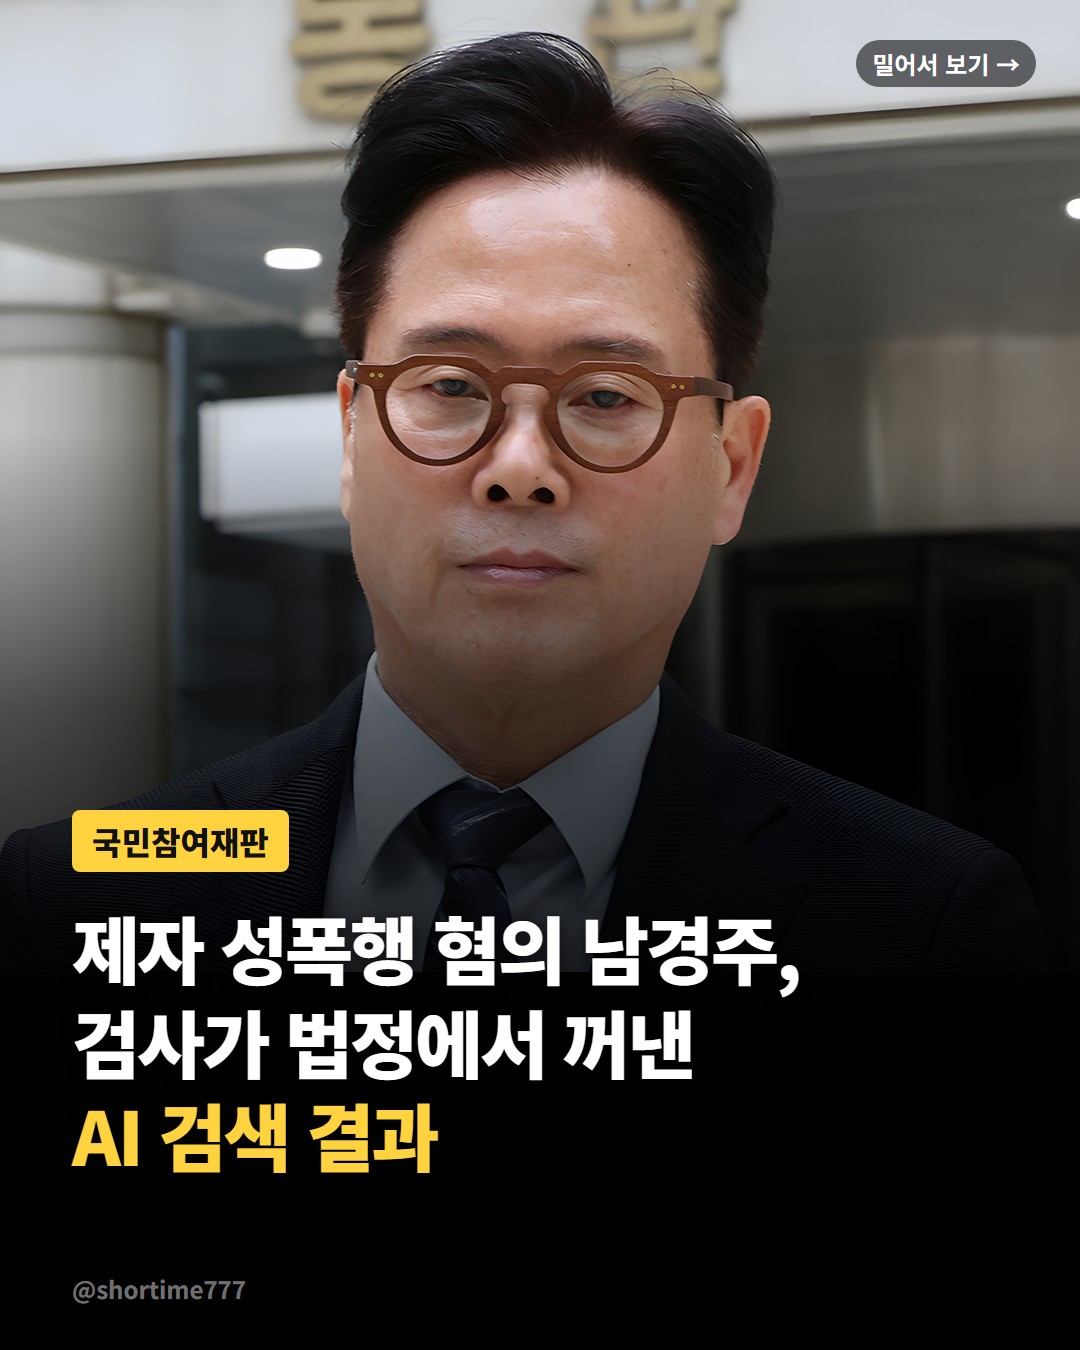 밀어서 보기 →
국민참여재판
제자 성폭행 혐의 남경주,
검사가 법정에서 꺼낸
AI 검색 결과
@shortime777